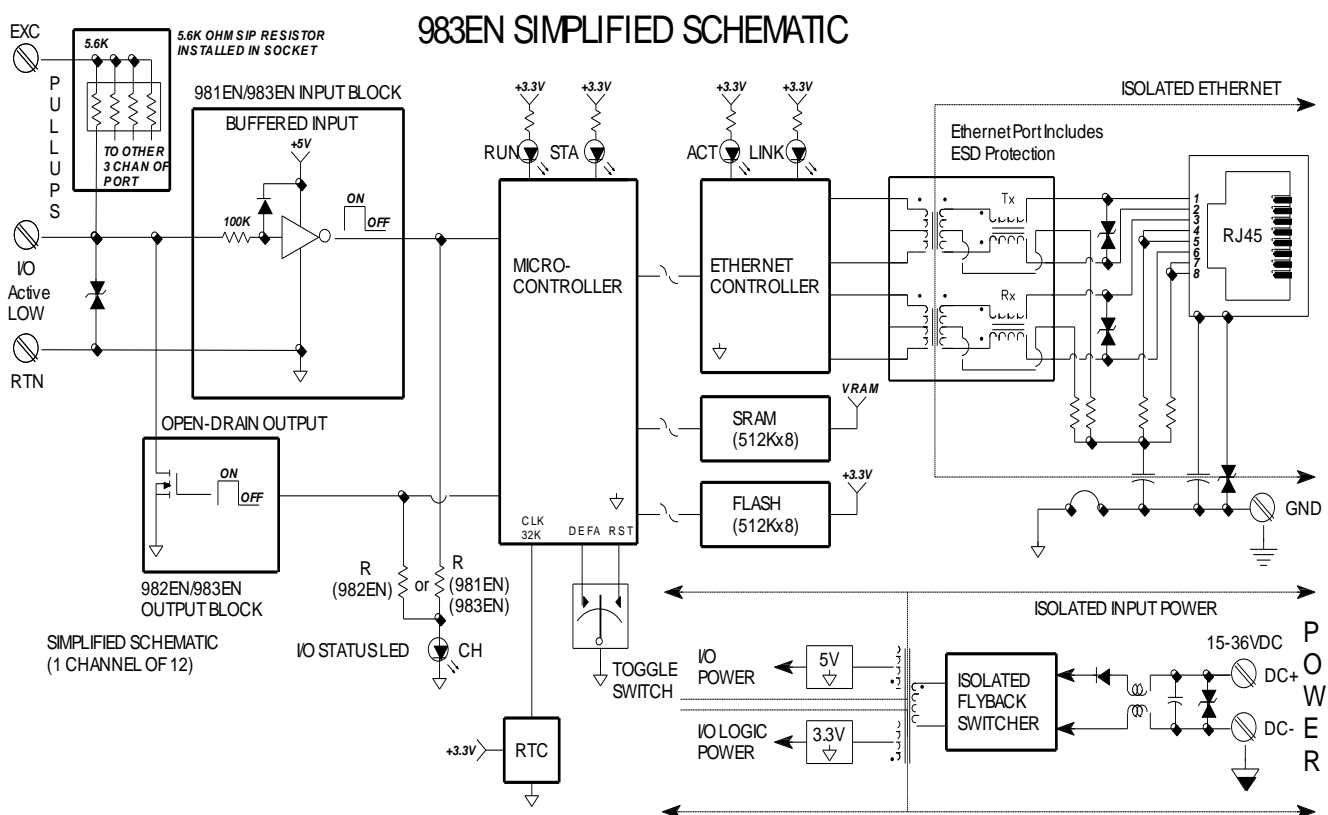 983EN SIMPLIFIED SCHEMATIC
EXC
5.6K
5.6K OHM SIP RESISTOR
INSTALLED IN SOCKET
PULLUPS
TO OTHER
3 CHAN OF
PORT
981EN/983EN INPUT BLOCK
BUFFERED INPUT
+5V
100K
ON
OFF
I/O
Active
LOW
RTN
OPEN-DRAIN OUTPUT
ON
OFF
982EN/983EN
OUTPUT BLOCK
SIMPLIFIED SCHEMATIC
(1 CHANNEL OF 12)
R
(982EN)
or
R
(981EN)
(983EN)
I/O STATUS LED
CH
+3.3V
+3.3V
RUN
STA
MICRO-
CONTROLLER
CLK
32K
DEFA
RST
TOGGLE
SWITCH
+3.3V
RTC
+3.3V
+3.3V
ACT
LINK
ETHERNET
CONTROLLER
VRAM
SRAM
(512Kx8)
+3.3V
FLASH
(512Kx8)
ISOLATED ETHERNET
Ethernet Port Includes
ESD Protection
Tx
Rx
1
2
3
4
5
6
7
8
RJ45
GND
ISOLATED INPUT POWER
I/O
POWER
5V
I/O LOGIC
POWER
3.3V
ISOLATED
FLYBACK
SWITCHER
15-36VDC
DC+
DC-
POWER